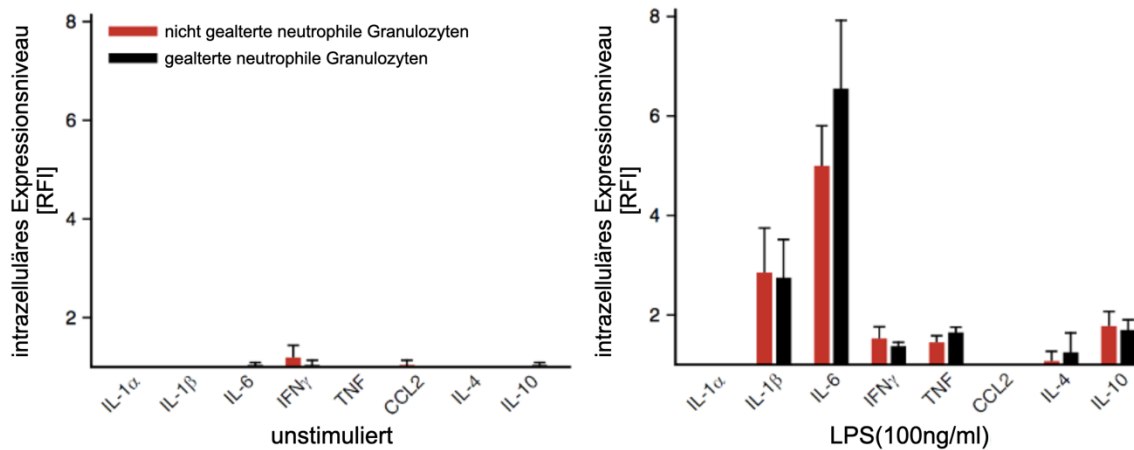 intrazelluläres Expressionsniveau
[RFI]
8
6
4
2
nicht gealterte neutrophile Granulozyten
gealterte neutrophile Granulozyten
IL-1α
IL-1β
IL-6
IFNγ
TNF
CCL2
IL-4
IL-10
unstimuliert
intrazelluläres Expressionsniveau
[RFI]
8
6
4
2
IL-1α
IL-1β
IL-6
IFNγ
TNF
CCL2
IL-4
IL-10
LPS(100ng/ml)